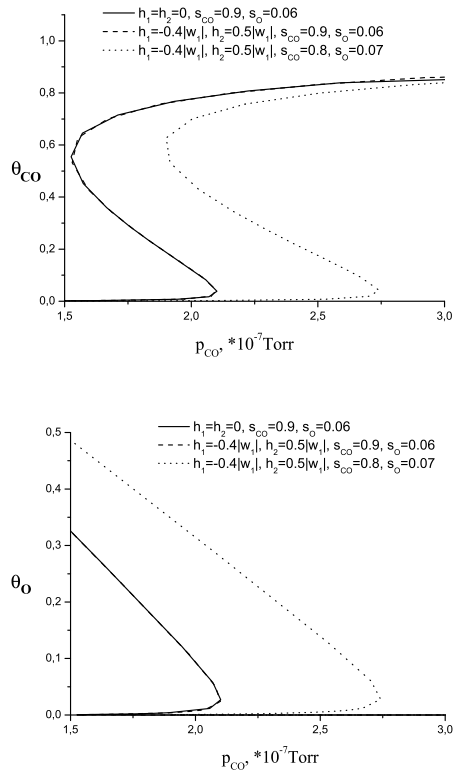 h1=h2=0, sCO=0.9, sO=0.06
h1=-0.4|w1|, h2=0.5|w1|, sCO=0.9, sO=0.06
h1=-0.4|w1|, h2=0.5|w1|, sCO=0.8, sO=0.07
1,0
0,8
0,6
θCO
0,4
0,2
0,0
1,5 2,0 2,5 3,0
pCO, *10^-7Torr
h1=h2=0, sCO=0.9, sO=0.06
h1=-0.4|w1|, h2=0.5|w1|, sCO=0.9, sO=0.06
h1=-0.4|w1|, h2=0.5|w1|, sCO=0.8, sO=0.07
0,5
0,4
0,3
θO
0,2
0,1
0,0
1,5 2,0 2,5 3,0
pCO, *10^-7Torr